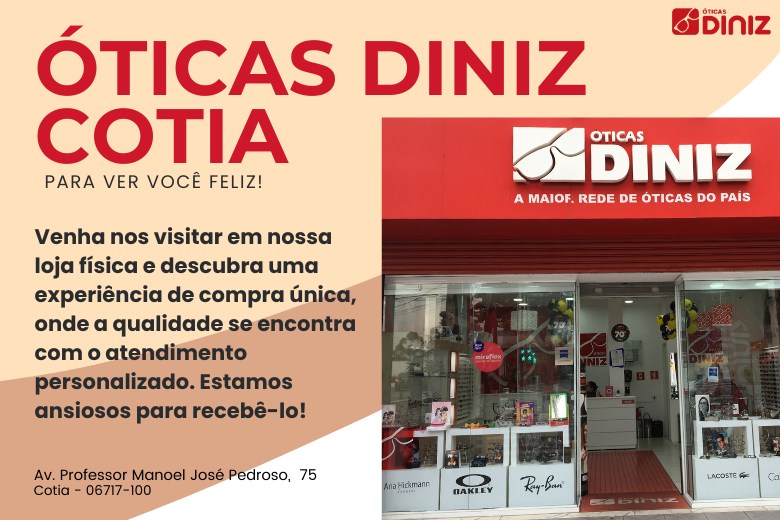 ÓTICAS
DINIZ
ÓTICAS DINIZ
COTIA
PARA VER VOCÊ FELIZ!
Venha nos visitar em nossa
loja física e descubra uma
experiência de compra única,
onde a qualidade se encontra
com o atendimento
personalizado. Estamos
ansiosos para recebê-lo!
Av. Professor Manoel José Pedroso, 75
Cotia - 06717-100
ÓTICAS
DINIZ
A MAIOR REDE DE ÓTICAS DO PAÍS
miraflex
70
DINIZ
Ana Hickmann
EYEWEAR
OAKLEY
Ray-Ban
LACOSTE
DINIZ